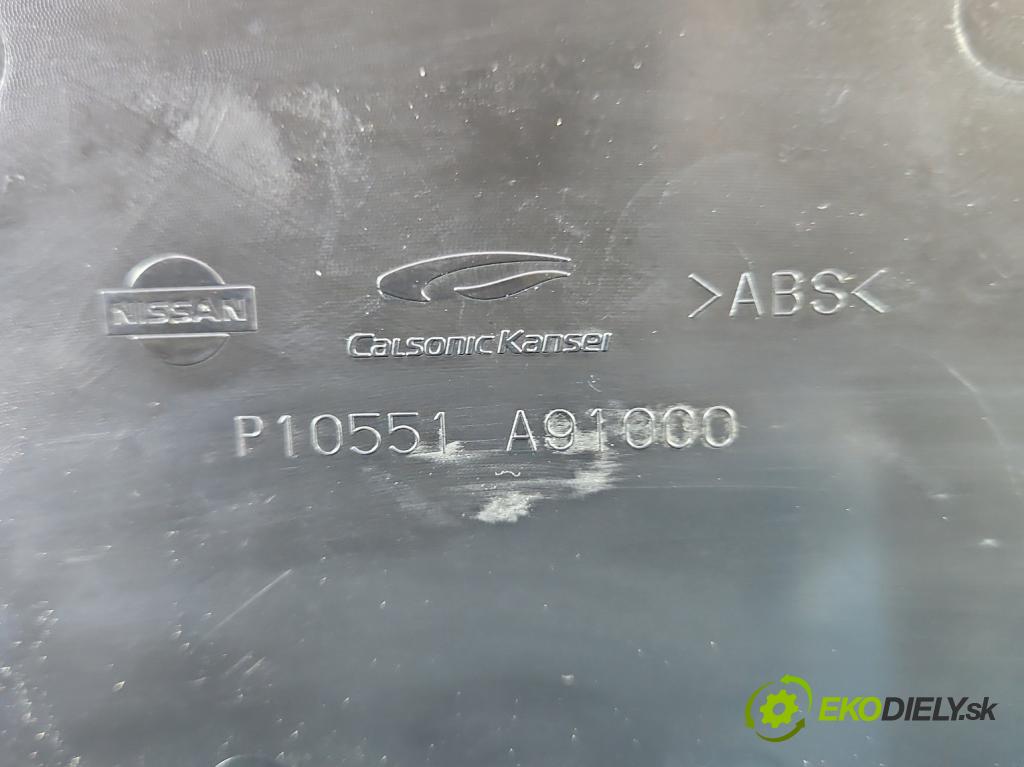 NISSAN
CalsonicKansei
>ABS<
P10551 A91000
EKODIELY.sk